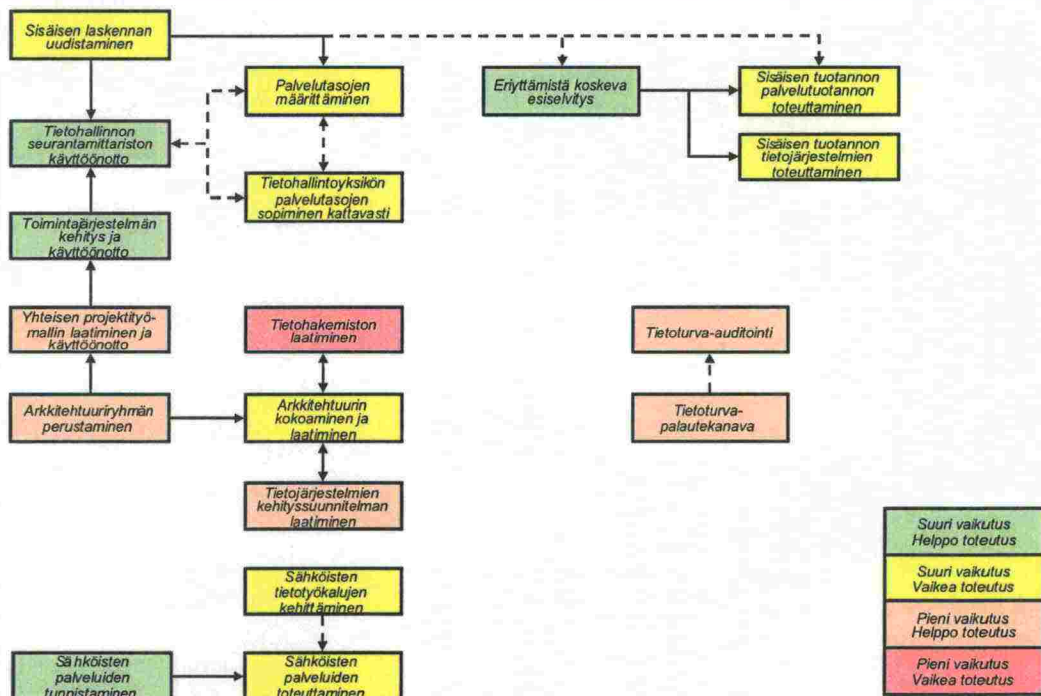 Sisäisen laskennan
uudistaminen
Palvelutasojen
määrittäminen
Eriyttämistä koskeva
esiselvitys
Sisäisen tuotannon
palvelutuotannon
toteuttaminen
Tietohallinnon
seurantamittariston
käyttöönotto
Sisäisen tuotannon
tietojärjestelmien
toteuttaminen
Tietohallintoyksikön
palvelutasojen
sopiminen kattavasti
Toimintajärjestelmän
kehitys ja
käyttöönotto
Yhteisen projektityö-
mallin laatiminen ja
käyttöönotto
Tietohakemiston
laatiminen
Tietoturva-auditointi
Arkkitehtuuriryhmän
perustaminen
Arkkitehtuurin
kokoaminen ja
laatiminen
Tietoturva-
palautekanava
Tietojärjestelmien
kehityssuunnitelman
laatiminen
Sähköisten
tietotyökalujen
kehittäminen
Sähköisten
palveluiden
tunnistaminen
Sähköisten
palveluiden
toteuttaminen
Suuri vaikutus
Helppo toteutus
Suuri vaikutus
Vaikea toteutus
Pieni vaikutus
Helppo toteutus
Pieni vaikutus
Vaikea toteutus